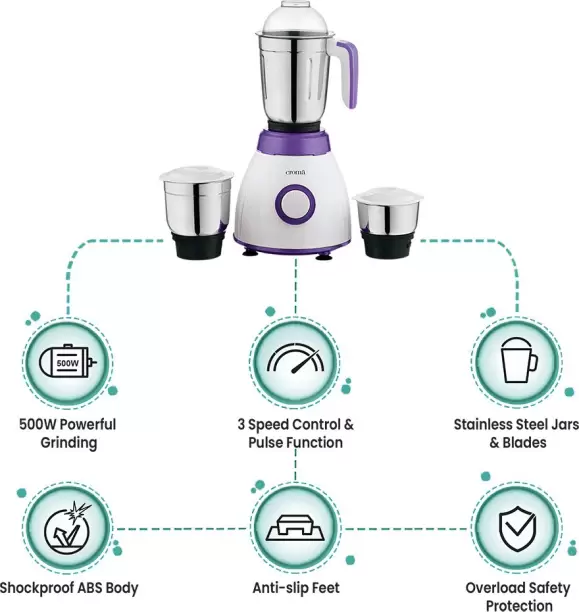 cromā
500W
500W Powerful
Grinding
3 Speed Control &
Pulse Function
Stainless Steel Jars
& Blades
Shockproof ABS Body
Anti-slip Feet
Overload Safety
Protection